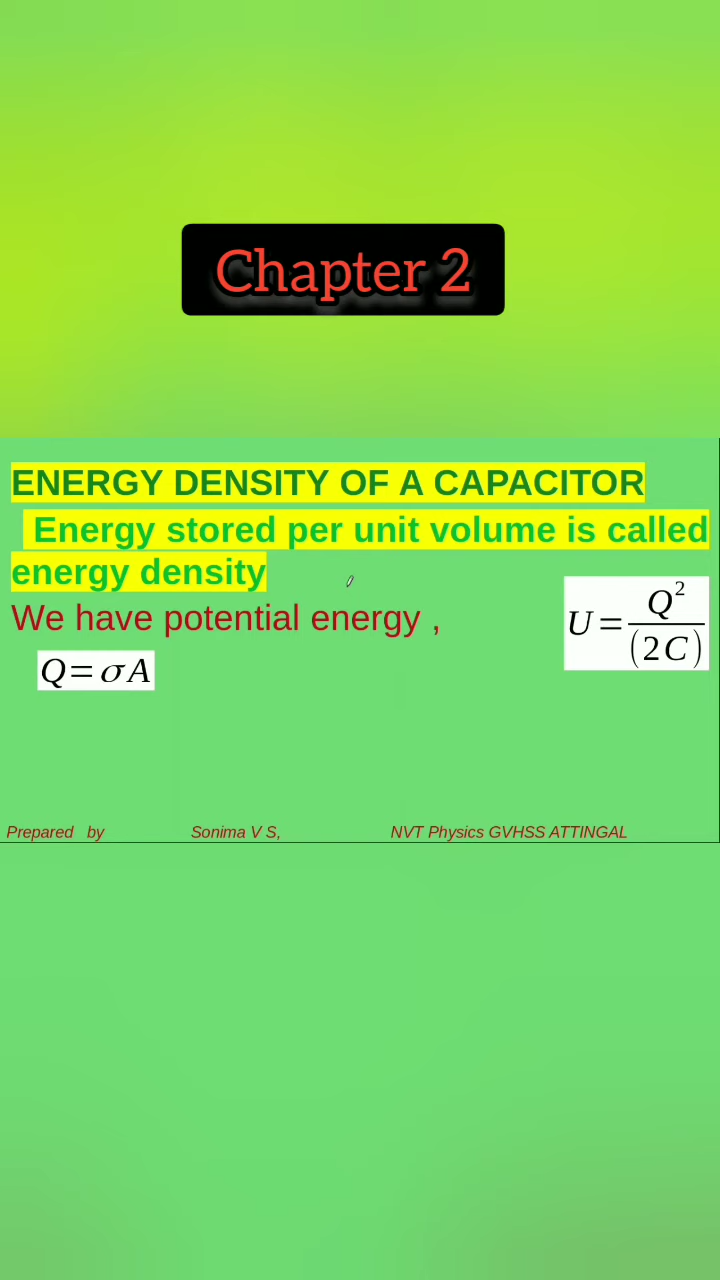 Chapter 2
ENERGY DENSITY OF A CAPACITOR
Energy stored per unit volume is called
energy density
We have potential energy ,
U=Q²/(2C)
Q=σA
Prepared by Sonima V S, NVT Physics GVHSS ATTINGAL